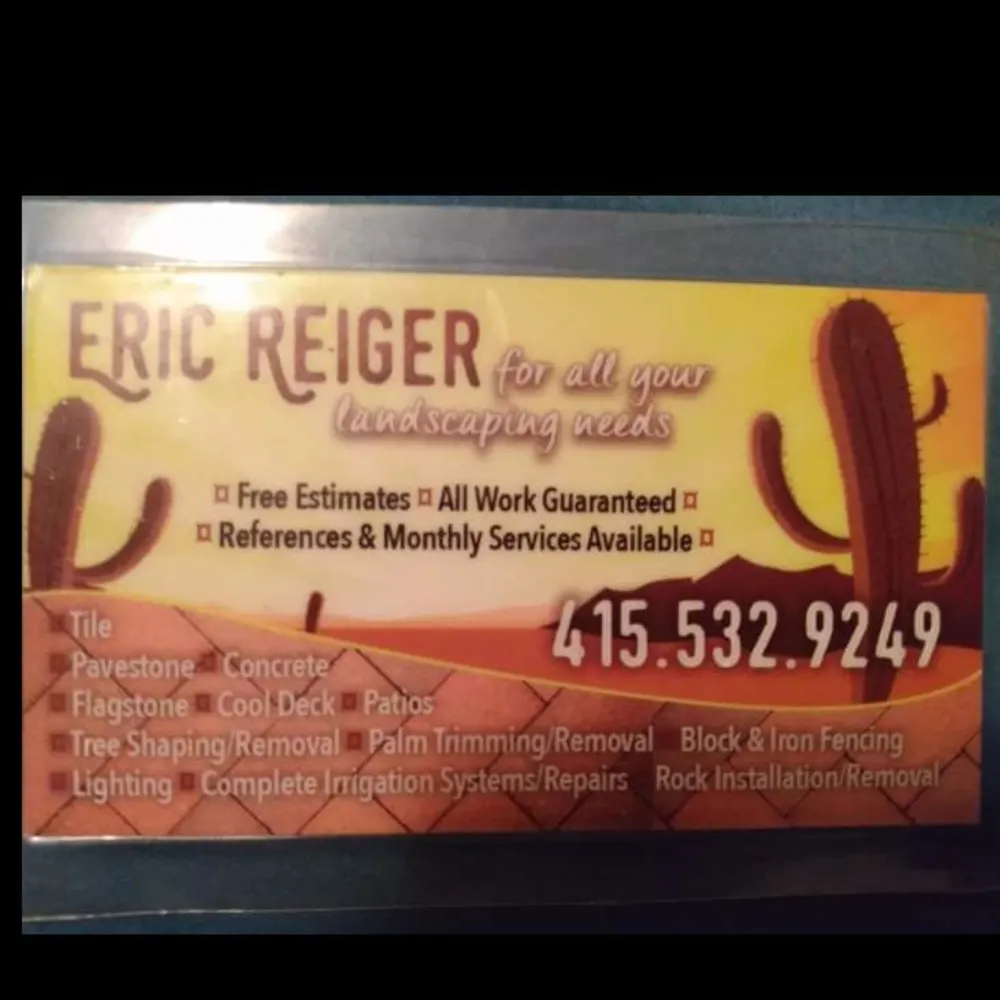 ERIC REIGER for all your
landscaping needs
¤ Free Estimates ¤ All Work Guaranteed ¤
¤ References & Monthly Services Available ¤
415.532.9249
▪ Tile
▪ Pavestone ▪ Concrete
▪ Flagstone ▪ Cool Deck ▪ Patios
▪ Tree Shaping/Removal ▪ Palm Trimming/Removal ▪ Block & Iron Fencing
▪ Lighting ▪ Complete Irrigation Systems/Repairs Rock Installation/Removal